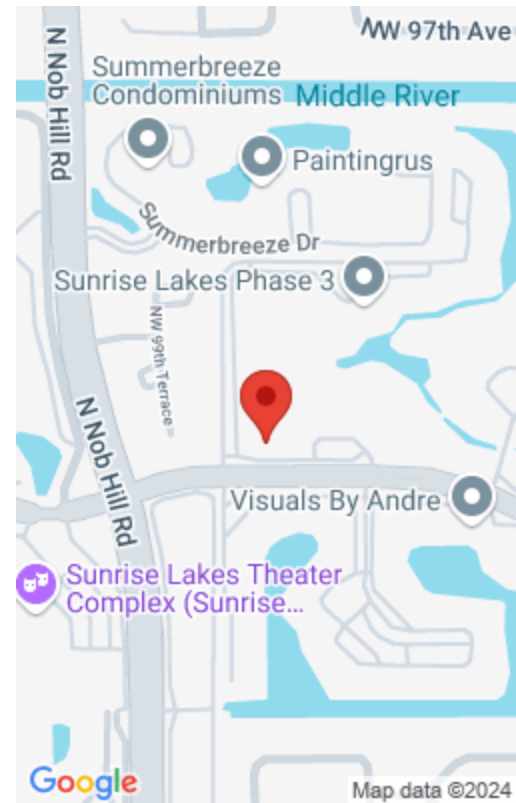 NW 97th Ave
N Nob Hill Rd
Summerbreeze
Condominiums
Middle River
Paintingrus
Summerbreeze Dr
Sunrise Lakes Phase 3
NW 99th Terrace
N Nob Hill Rd
Visuals By Andre
Sunrise Lakes Theater
Complex (Sunrise...
Google
Map data ©2024